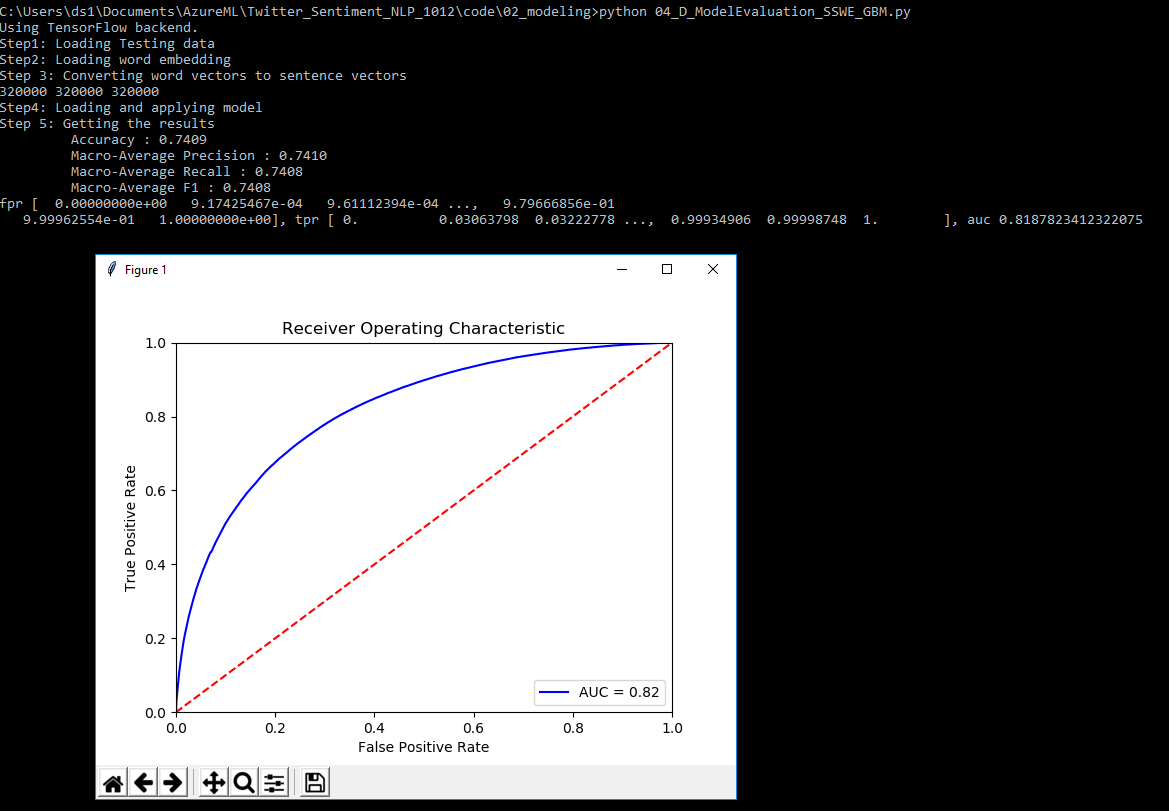 C:\Users\ds1\Documents\AzureML\Twitter_Sentiment_NLP_1012\code\02_modeling>python 04_D_ModelEvaluation_SSWE_GBM.py
Using TensorFlow backend.
Step1: Loading Testing data
Step2: Loading word embedding
Step 3: Converting word vectors to sentence vectors
320000 320000 320000
Step4: Loading and applying model
Step 5: Getting the results
Accuracy : 0.7409
Macro-Average Precision : 0.7410
Macro-Average Recall : 0.7408
Macro-Average F1 : 0.7408
fpr [  0.00000000e+00   9.17425467e-04   9.61112394e-04 ...,   9.79666856e-01
9.99962554e-01   1.00000000e+00], tpr [ 0.          0.03063798  0.03222778 ...,  0.99934906  0.99998748  1.        ], auc 0.8187823412322075
Figure 1
Receiver Operating Characteristic
1.0
0.8
0.6
0.4
0.2
0.0
True Positive Rate
AUC = 0.82
0.0 0.2 0.4 0.6 0.8 1.0
False Positive Rate